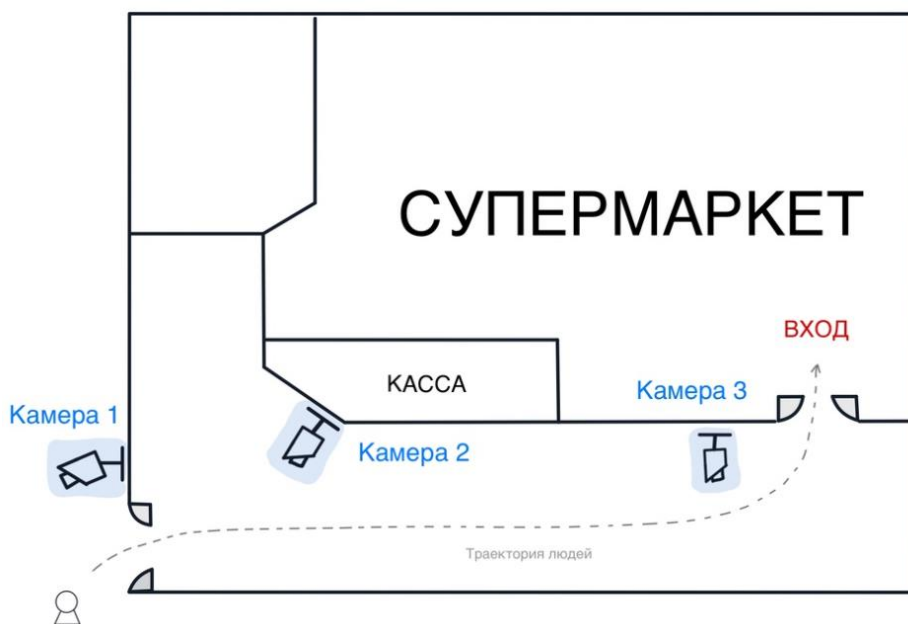 СУПЕРМАРКЕТ
ВХОД
КАССА
Камера 3
Камера 1
Камера 2
Траектория людей